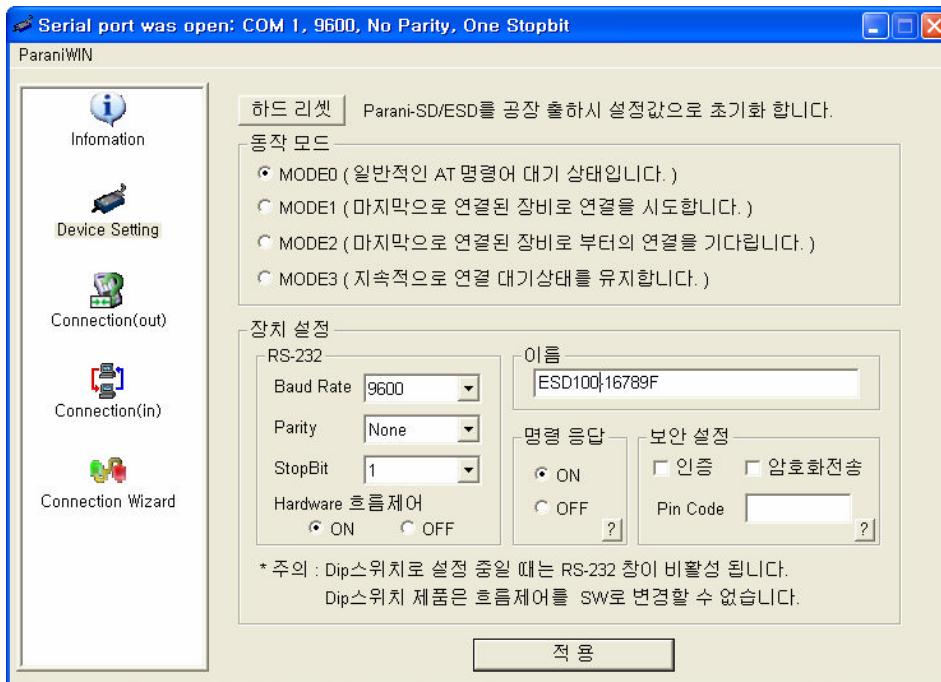 Serial port was open: COM 1, 9600, No Parity, One Stopbit
ParaniWIN
Infomation
Device Setting
Connection(out)
Connection(in)
Connection Wizard
하드 리셋 Parani-SD/ESD를 공장 출하시 설정값으로 초기화 합니다.
동작 모드
MODE0 ( 일반적인 AT 명령어 대기 상태입니다. )
MODE1 ( 마지막으로 연결된 장비로 연결을 시도합니다. )
MODE2 ( 마지막으로 연결된 장비로 부터의 연결을 기다립니다. )
MODE3 ( 지속적으로 연결 대기상태를 유지합니다. )
장치 설정
RS-232
Baud Rate 9600
Parity None
StopBit 1
Hardware 흐름제어
ON OFF
이름
ESD100-16789F
명령 응답
ON
OFF
?
보안 설정
인증 암호화전송
Pin Code
?
* 주의 : Dip스위치로 설정 중일 때는 RS-232 창이 비활성 됩니다.
Dip스위치 제품은 흐름제어를 SW로 변경할 수 없습니다.
적 용